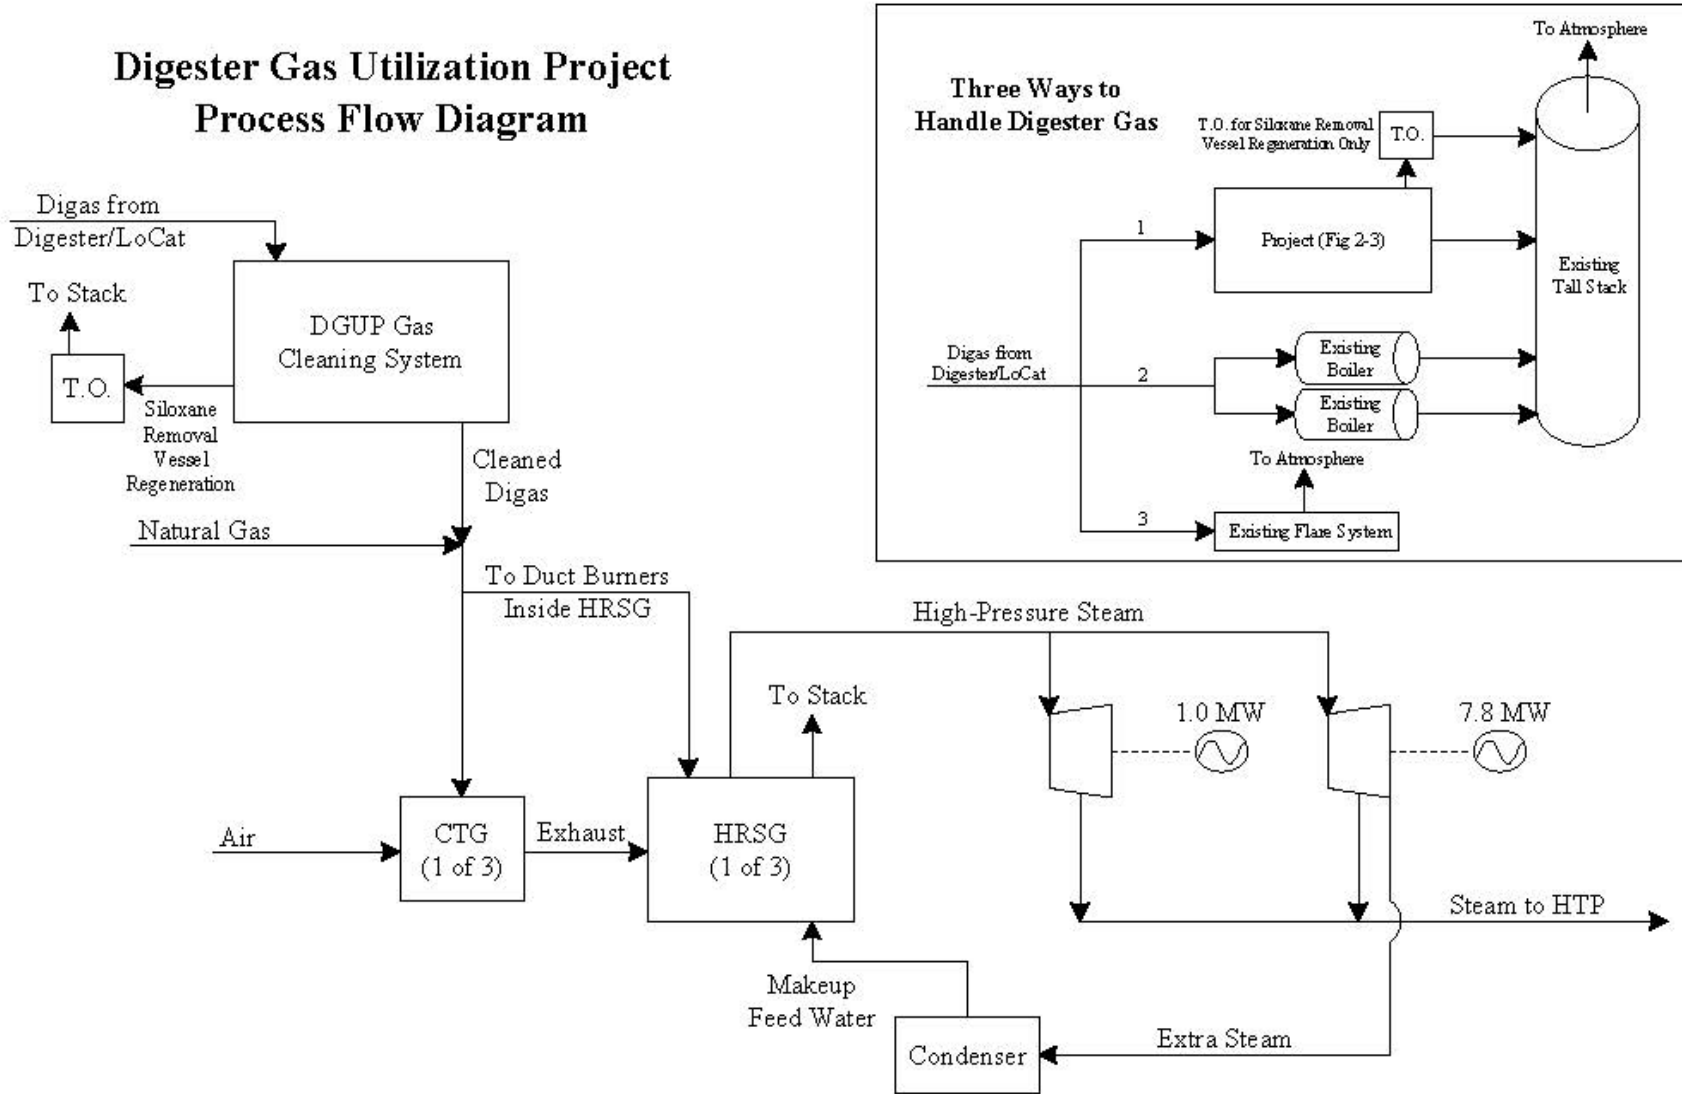 Digester Gas Utilization Project
Process Flow Diagram
Digas from
Digester/LoCat
To Stack
T.O.
DGUP Gas
Cleaning System
Siloxane
Removal
Vessel
Regeneration
Cleaned
Digas
Natural Gas
To Duct Burners
Inside HRSG
Air
CTG
(1 of 3)
Exhaust
HRSG
(1 of 3)
To Stack
High-Pressure Steam
1.0 MW
7.8 MW
Steam to HTP
Makeup
Feed Water
Condenser
Extra Steam
Three Ways to
Handle Digester Gas
To Atmosphere
T.O. for Siloxane Removal
Vessel Regeneration Only
T.O.
1
Project (Fig 2-3)
Existing
Tall Stack
Digas from
Digester/LoCat
2
Existing
Boiler
Existing
Boiler
To Atmosphere
3
Existing Flare System